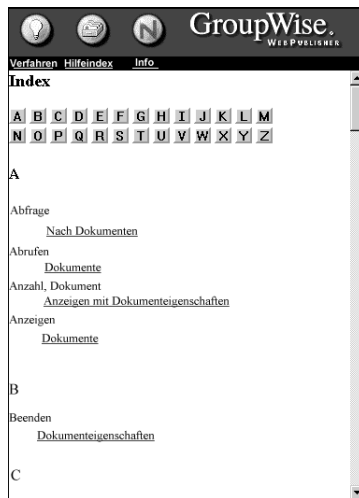 GroupWise.
WEBPUBLISHER
Verfahren Hilfeindex Info
Index
A B C D E F G H I J K L M
N O P Q R S T U V W X Y Z
A
Abfrage
Nach Dokumenten
Abrufen
Dokumente
Anzahl, Dokument
Anzeigen mit Dokumenteigenschaften
Anzeigen
Dokumente
B
Beenden
Dokumenteigenschaften
C